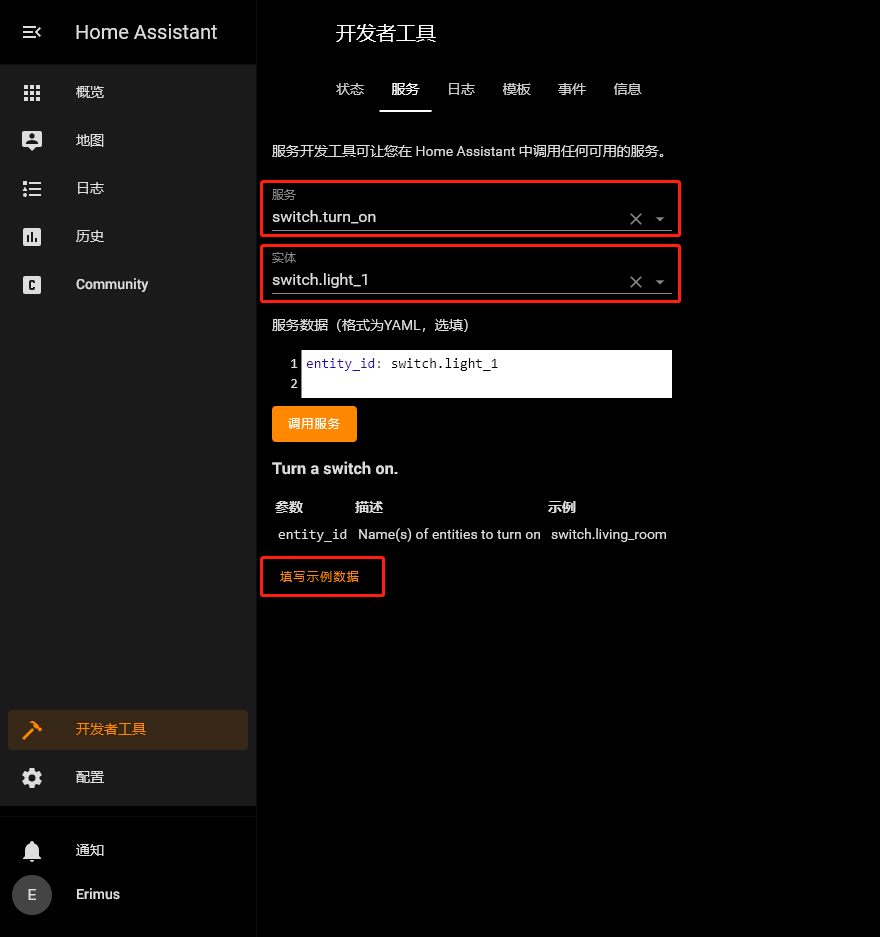 Home Assistant
概览
地图
日志
历史
Community
开发者工具
配置
通知
E
Erimus
开发者工具
状态 服务 日志 模板 事件 信息
服务开发工具可让您在 Home Assistant 中调用任何可用的服务。
服务
switch.turn_on
实体
switch.light_1
服务数据（格式为YAML，选填）
1 entity_id: switch.light_1
2
调用服务
Turn a switch on.
参数 描述 示例
entity_id Name(s) of entities to turn on switch.living_room
填写示例数据